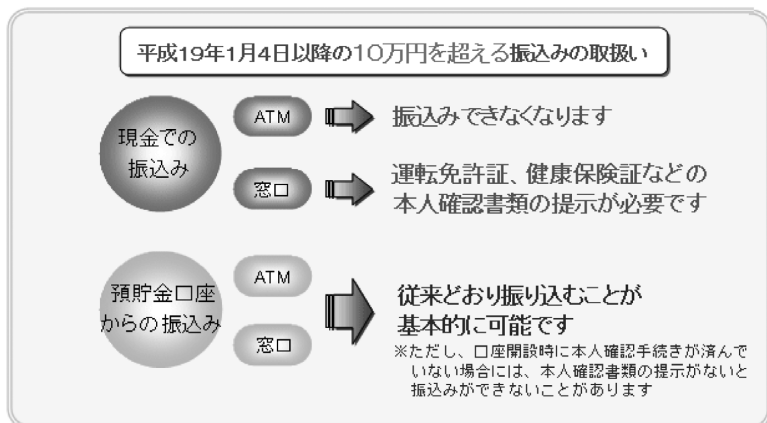 平成19年1月4日以降の10万円を超える振込みの取扱い
現金での
振込み
ATM
振込みできなくなります
窓口
運転免許証、健康保険証などの
本人確認書類の提示が必要です
預貯金口座
からの振込み
ATM
窓口
従来どおり振り込むことが
基本的に可能です
※ただし、口座開設時に本人確認手続きが済んで
いない場合には、本人確認書類の提示がないと
振込みができないことがあります